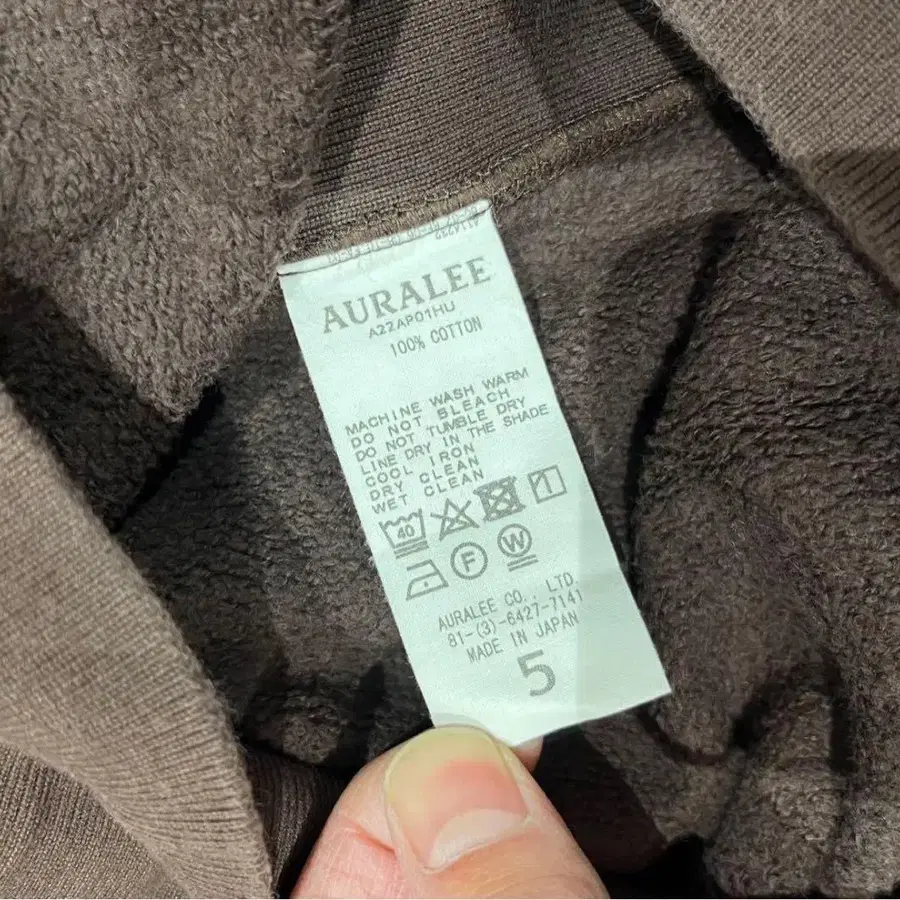 AURALEE
A22AP01HU
100% COTTON
MACHINE WASH WARM
DO NOT BLEACH
DO NOT TUMBLE DRY
LINE DRY IN THE SHADE
COOL IRON
DRY CLEAN
WET CLEAN
40
F W
AURALEE CO., LTD.
81-(3)-6427-7141
MADE IN JAPAN
5